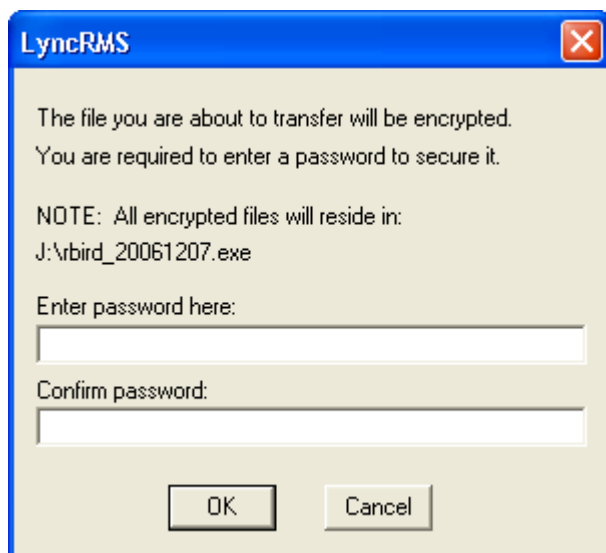 LyncRMS
The file you are about to transfer will be encrypted.
You are required to enter a password to secure it.
NOTE:  All encrypted files will reside in:
J:\rbird_20061207.exe
Enter password here:
Confirm password:
OK
Cancel